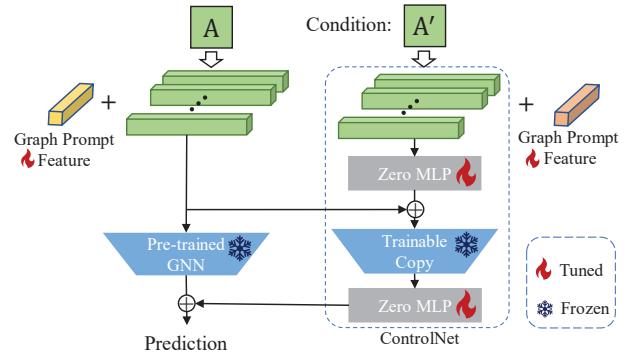 A
Condition: A′
+
Graph Prompt
Feature
+
Graph Prompt
Feature
Zero MLP
Pre-trained
GNN
Trainable
Copy
Zero MLP
Prediction
ControlNet
Tuned
Frozen